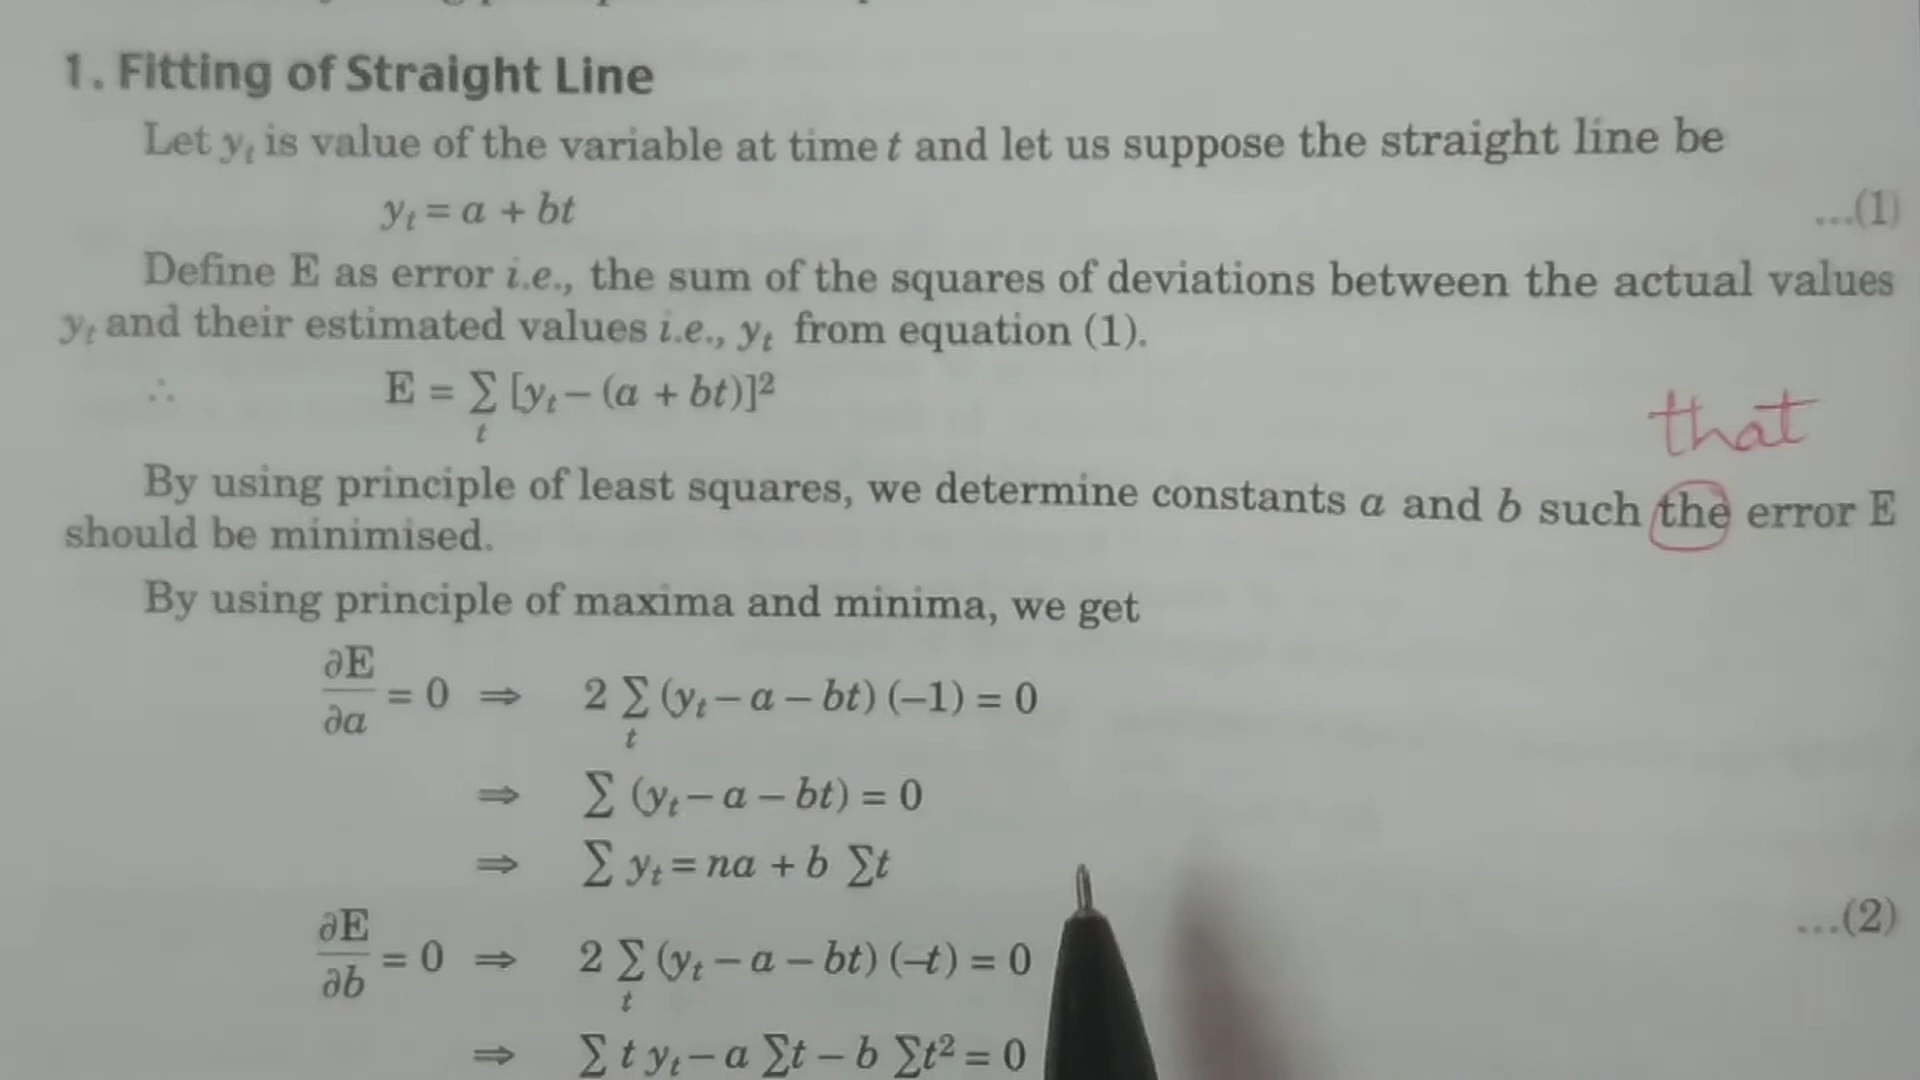 1. Fitting of Straight Line
Let yₜ is value of the variable at time t and let us suppose the straight line be
yₜ = a + bt ...(1)
Define E as error i.e., the sum of the squares of deviations between the actual values
yₜ and their estimated values i.e., yₜ from equation (1).
∴ E = Σ [yₜ – (a + bt)]²
t
that
By using principle of least squares, we determine constants a and b such the error E
should be minimised.
By using principle of maxima and minima, we get
∂E/∂a = 0 ⇒ 2 Σ (yₜ – a – bt) (–1) = 0
t
⇒ Σ (yₜ – a – bt) = 0
⇒ Σ yₜ = na + b Σt
...(2)
∂E/∂b = 0 ⇒ 2 Σ (yₜ – a – bt) (–t) = 0
t
⇒ Σ t yₜ – a Σt – b Σt² = 0